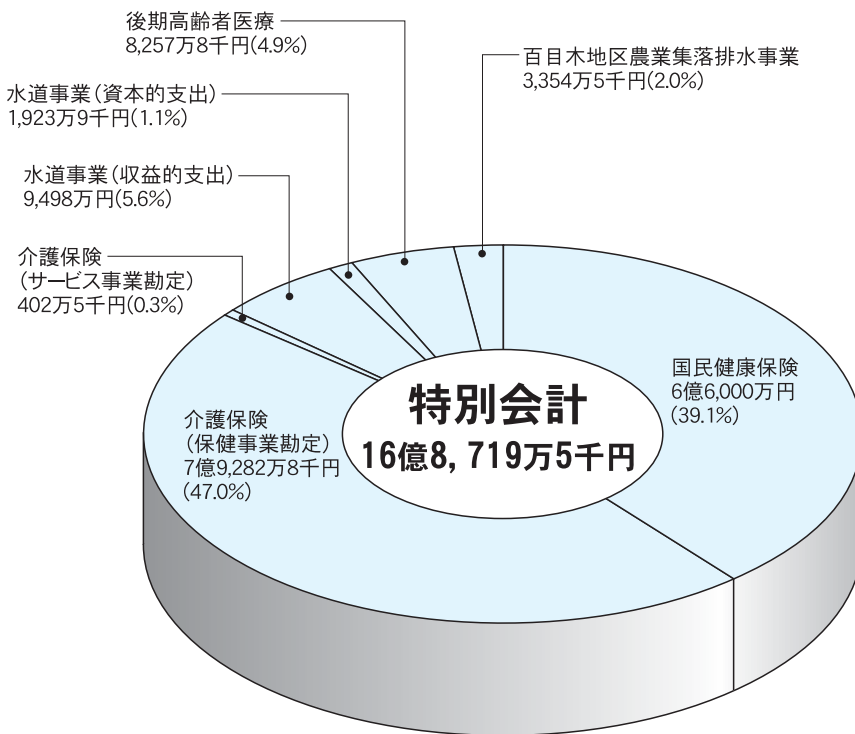 後期高齢者医療
8,257万8千円(4.9%)
百目木地区農業集落排水事業
3,354万5千円(2.0%)
水道事業(資本的支出)
1,923万9千円(1.1%)
水道事業(収益的支出)
9,498万円(5.6%)
介護保険
(サービス事業勘定)
402万5千円(0.3%)
国民健康保険
6億6,000万円
(39.1%)
特別会計
16億8,719万5千円
介護保険
(保健事業勘定)
7億9,282万8千円
(47.0%)